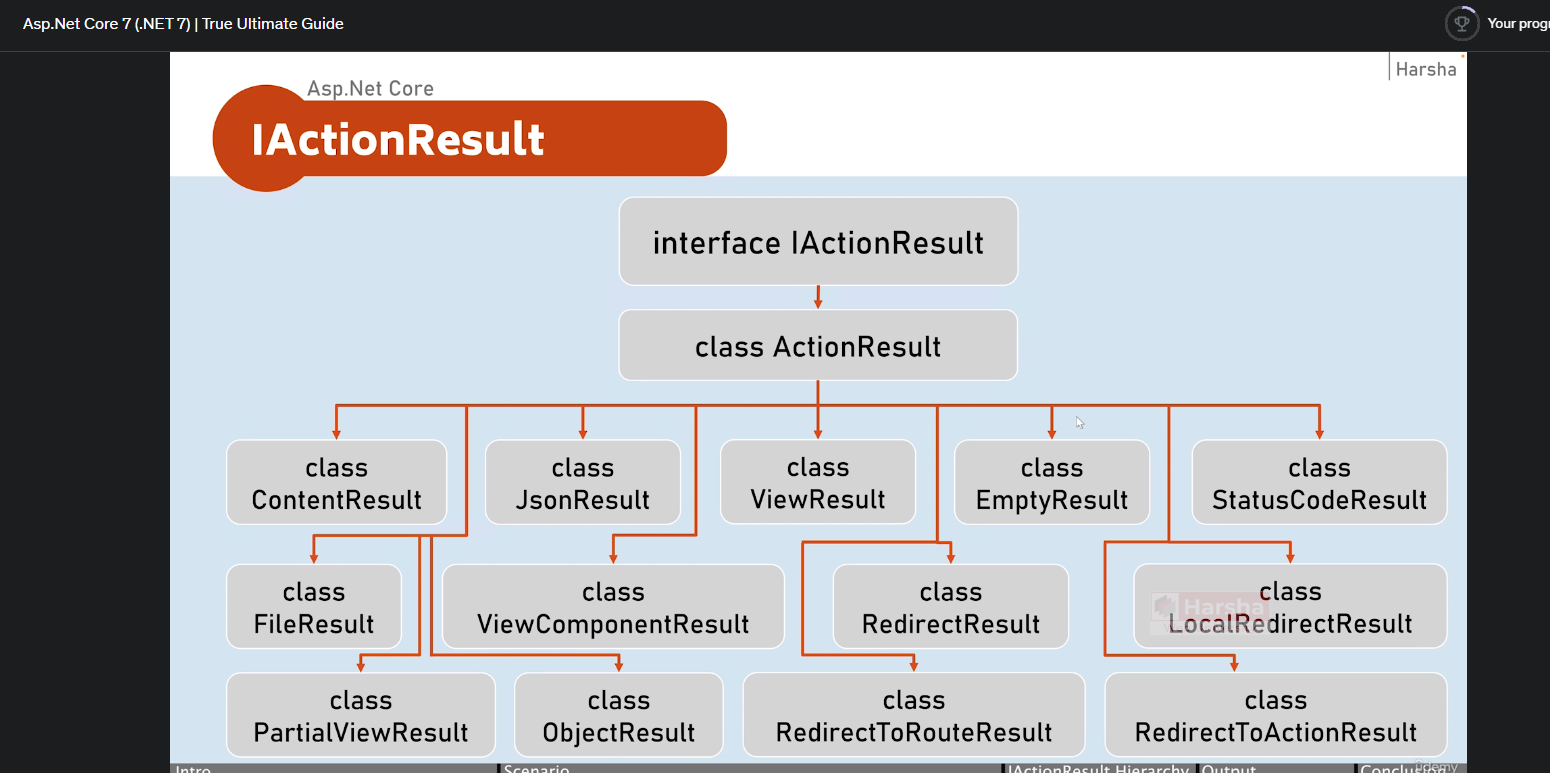 Asp.Net Core 7 (.NET 7) | True Ultimate Guide
Your progr
Harsha
Asp.Net Core
IActionResult
interface IActionResult
class ActionResult
class
ContentResult
class
JsonResult
class
ViewResult
class
EmptyResult
class
StatusCodeResult
class
FileResult
class
ViewComponentResult
class
RedirectResult
class
LocalRedirectResult
Harsha
class
PartialViewResult
class
ObjectResult
class
RedirectToRouteResult
class
RedirectToActionResult
Intro
Scenario
IActionResult Hierarchy
Output
Conclusion
Udemy